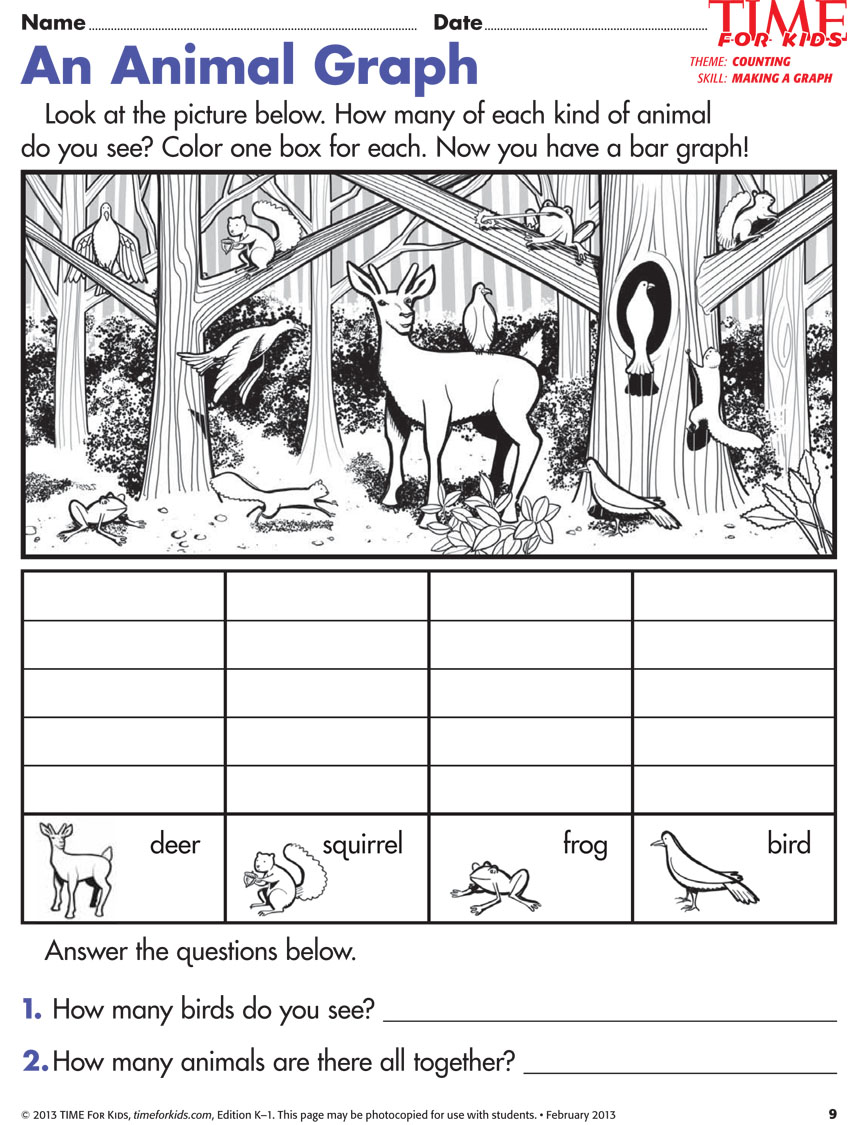 Name Date
TIME
FOR KIDS
An Animal Graph
THEME: COUNTING
SKILL: MAKING A GRAPH
Look at the picture below. How many of each kind of animal
do you see? Color one box for each. Now you have a bar graph!
deer squirrel frog bird
Answer the questions below.
1. How many birds do you see?
2. How many animals are there all together?
© 2013 TIME FOR KIDS, timeforkids.com, Edition K–1. This page may be photocopied for use with students. • February 2013 9